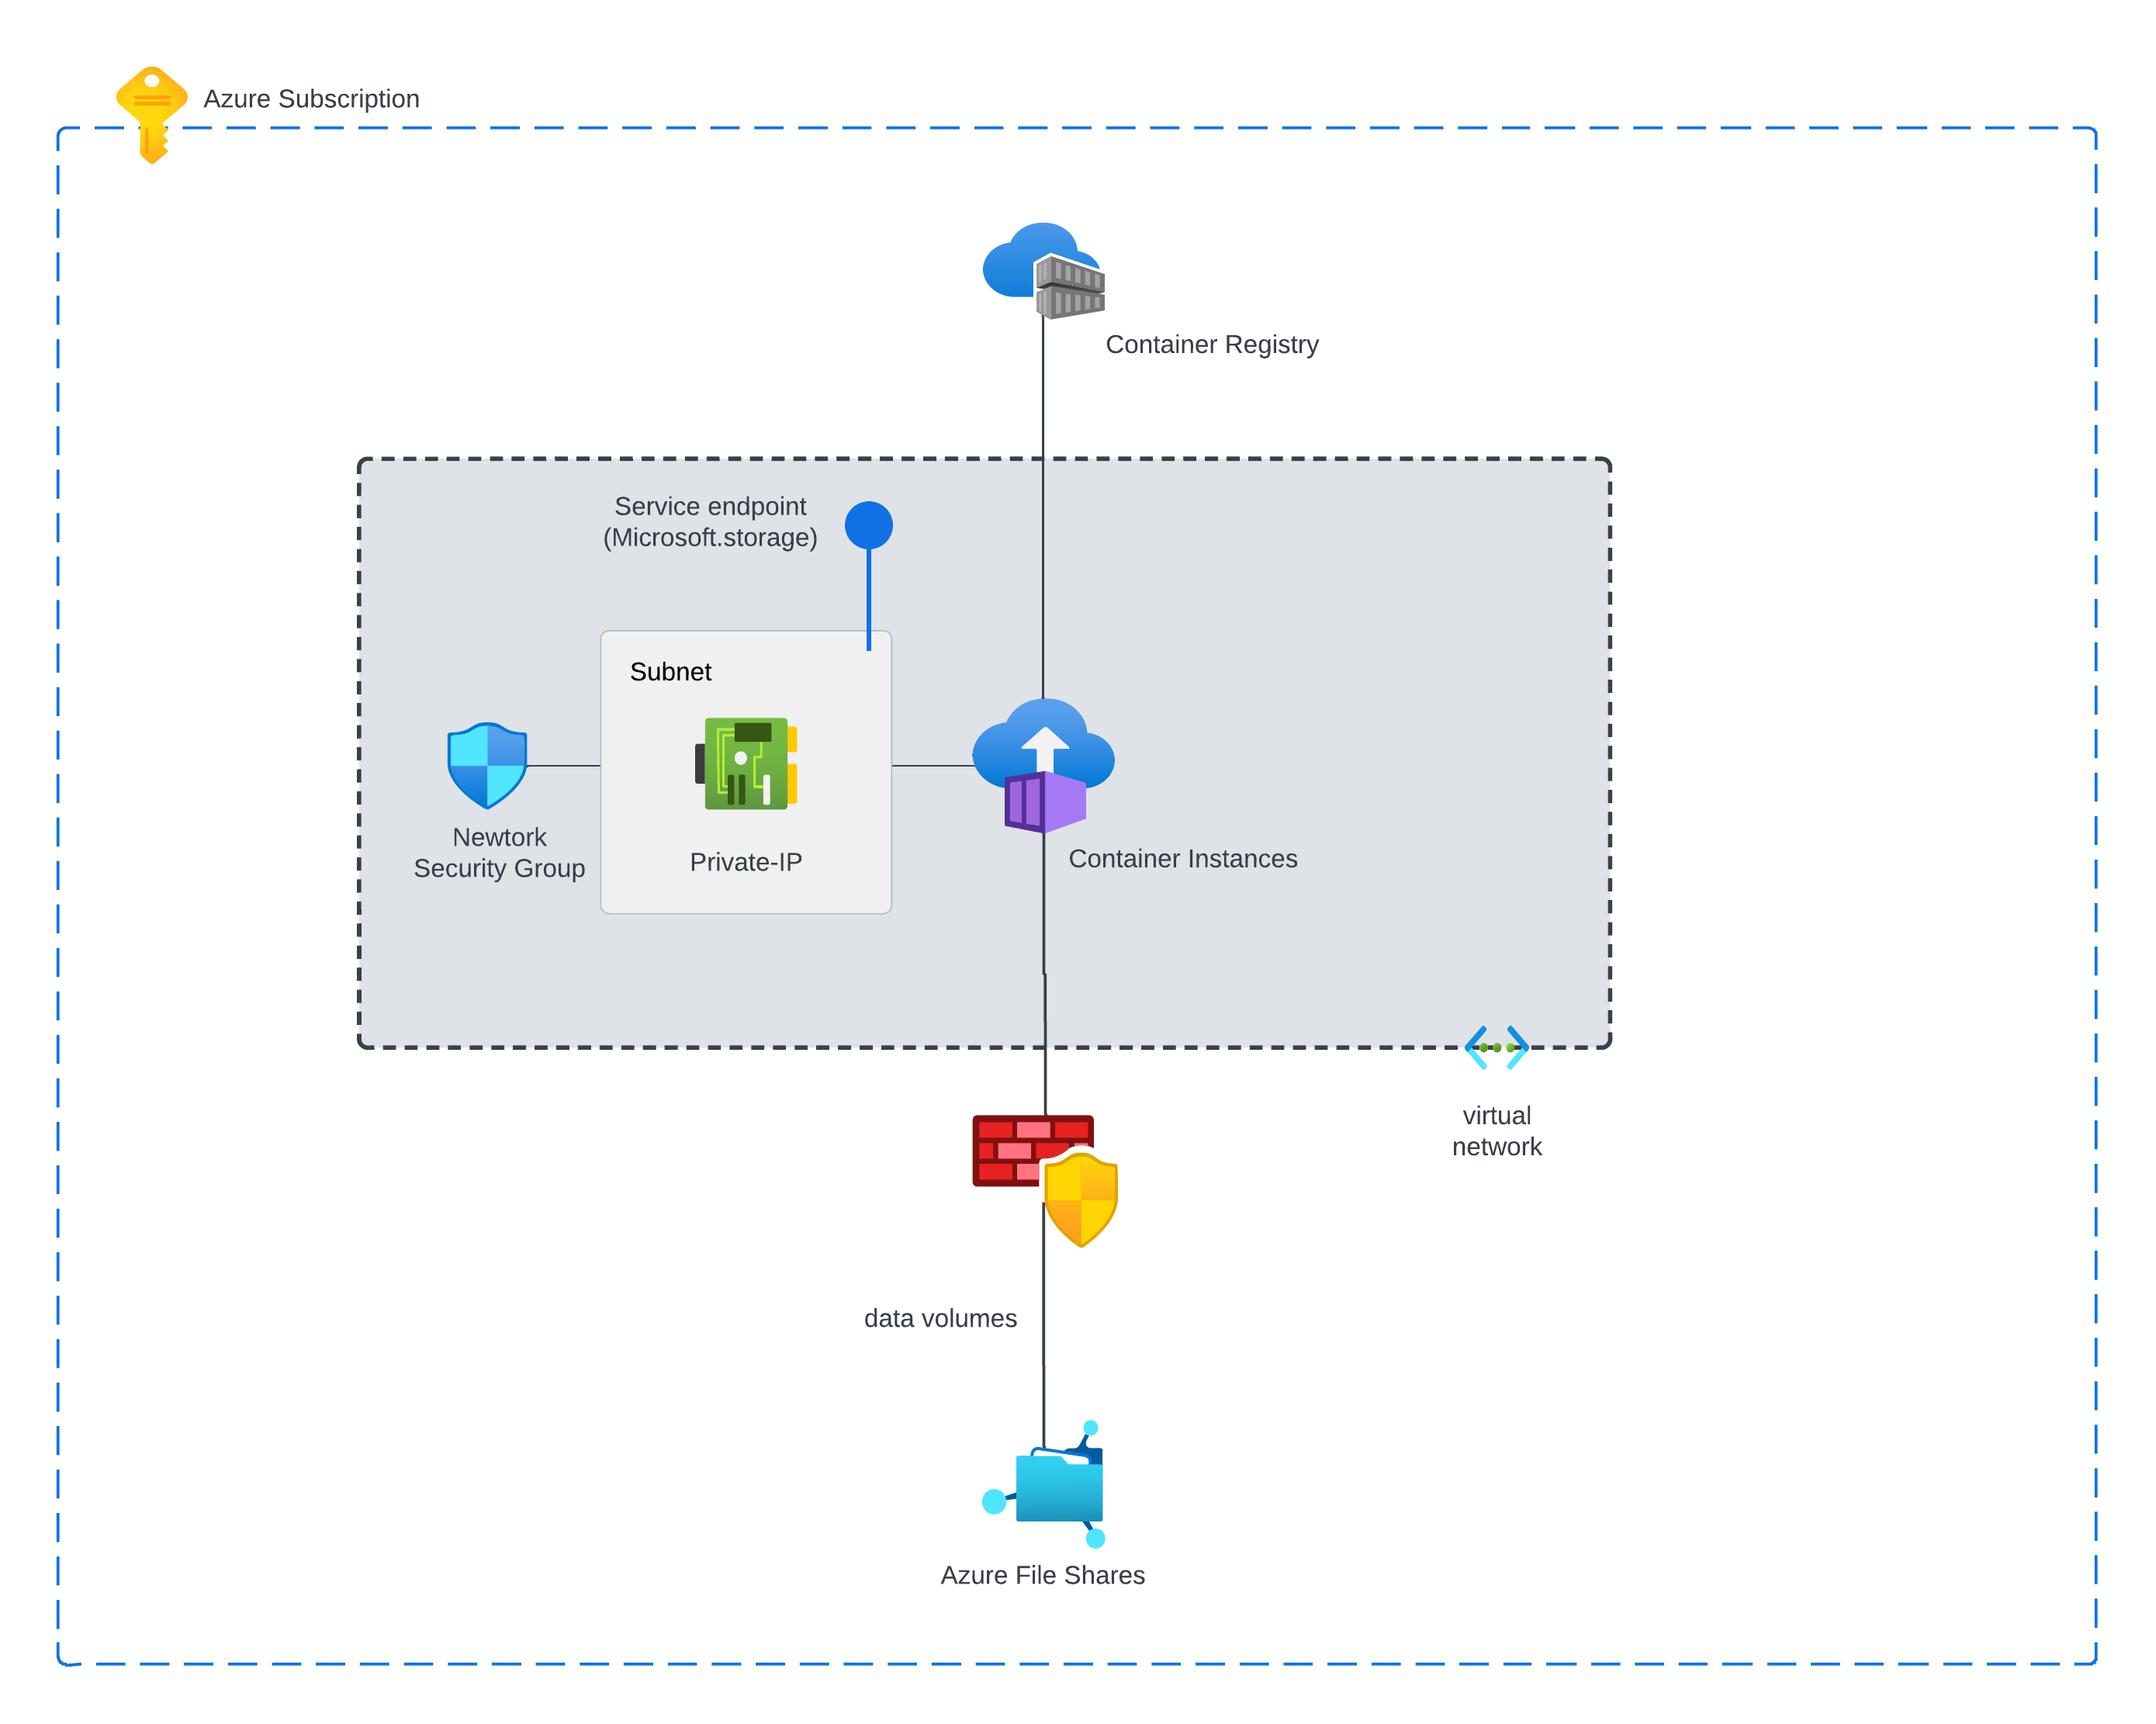 Azure Subscription
Container Registry
Service endpoint
(Microsoft.storage)
Subnet
Newtork
Security Group
Private-IP
Container Instances
virtual
network
data volumes
Azure File Shares